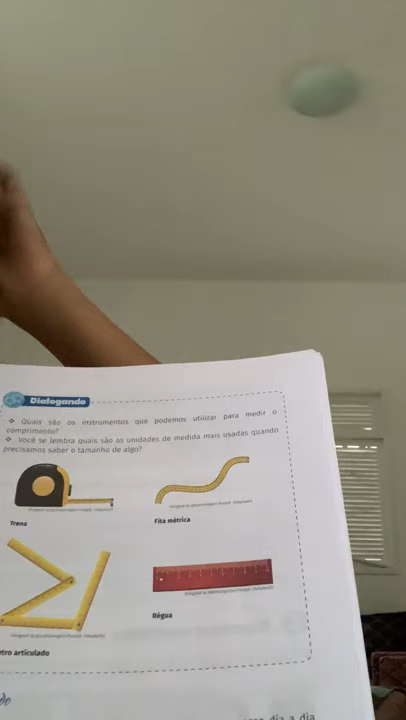 Dialogando
❖ Quais são os instrumentos que podemos utilizar para medir o
comprimento?
❖ Você se lembra quais são as unidades de medida mais usadas quando
precisamos saber o tamanho de algo?
Trena
Fita métrica
Régua
tro articulado
dia a dia